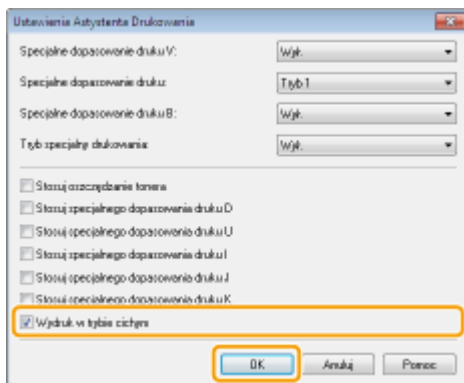 Ustawienia Asystenta Drukowania
Specjalne dopasowanie druku V:
Wył.
Specjalne dopasowanie druku:
Tryb 1
Specjalne dopasowanie druku B:
Wył.
Tryb specjalny drukowania:
Wył.
Stosuj oszczędzanie tonera
Stosuj specjalnego dopasowania druku D
Stosuj specjalnego dopasowania druku U
Stosuj specjalnego dopasowania druku I
Stosuj specjalnego dopasowania druku J
Stosuj specjalnego dopasowania druku K
Wydruk w trybie cichym
OK
Anuluj
Pomoc